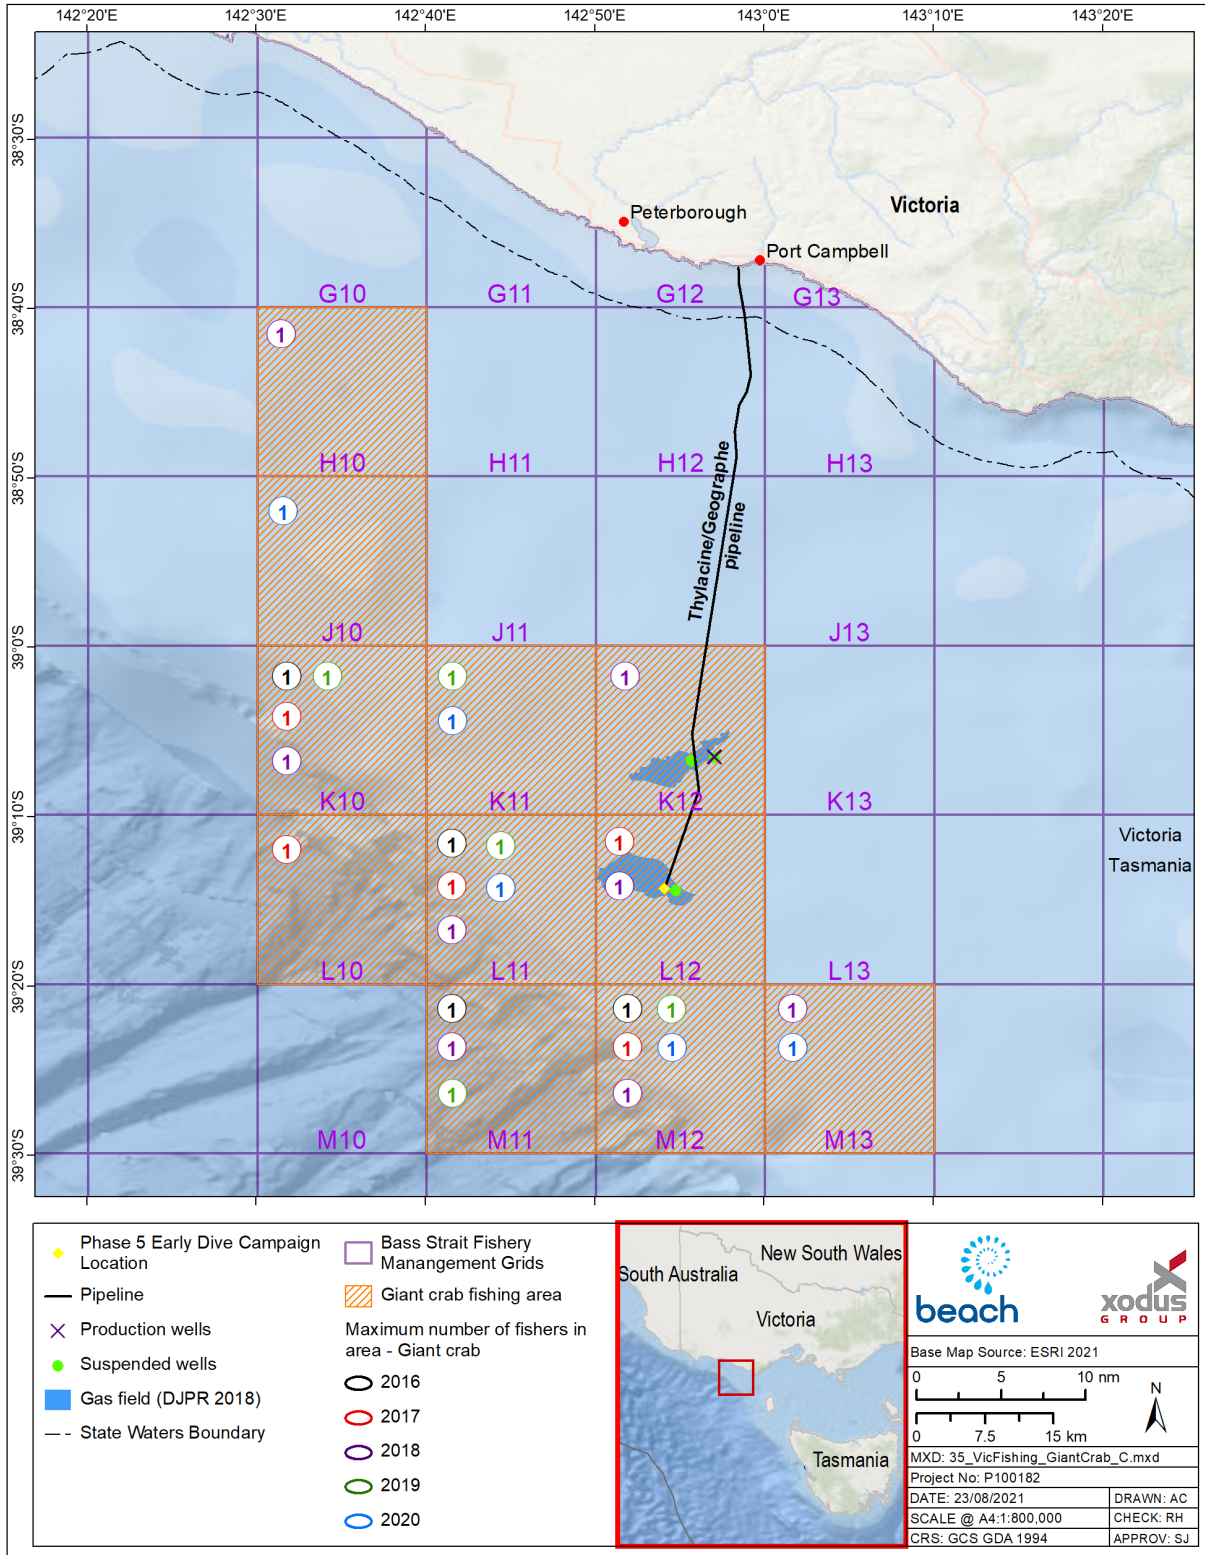 142°20'E 142°30'E 142°40'E 142°50'E 143°0'E 143°10'E 143°20'E
38°30'S
Victoria
Peterborough
Port Campbell
G10 G11 G12 G13
38°40'S
1
H10 H11 H12 H13
38°50'S
1
Thylacine/Geographe
pipeline
J10 J11 J13
39°0'S
1 1 1 1
1 1
1
K10 K11 K12 K13
39°10'S
Victoria
Tasmania
1 1 1 1
1 1 1
1
L10 L11 L12 L13
39°20'S
1 1 1 1
1 1 1 1
1 1
M10 M11 M12 M13
39°30'S
Phase 5 Early Dive Campaign
Location
Pipeline
Production wells
Suspended wells
Gas field (DJPR 2018)
State Waters Boundary
Bass Strait Fishery
Manangement Grids
Giant crab fishing area
Maximum number of fishers in
area - Giant crab
2016
2017
2018
2019
2020
New South Wales
South Australia
Victoria
Tasmania
beach
xodus
GROUP
Base Map Source: ESRI 2021
0 5 10 nm
N
0 7.5 15 km
MXD: 35_VicFishing_GiantCrab_C.mxd
Project No: P100182
DATE: 23/08/2021 DRAWN: AC
SCALE @ A4:1:800,000 CHECK: RH
CRS: GCS GDA 1994 APPROV: SJ